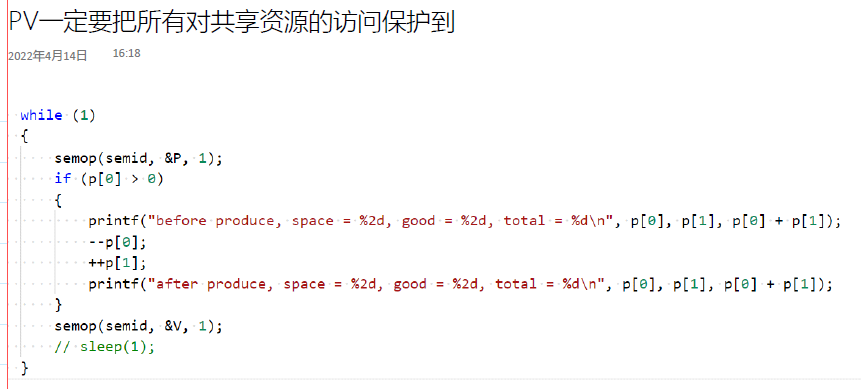 PV一定要把所有对共享资源的访问保护到
2022年4月14日 16:18
while (1)
{
    semop(semid, &P, 1);
    if (p[0] > 0)
    {
        printf("before produce, space = %2d, good = %2d, total = %d\n", p[0], p[1], p[0] + p[1]);
        --p[0];
        ++p[1];
        printf("after produce, space = %2d, good = %2d, total = %d\n", p[0], p[1], p[0] + p[1]);
    }
    semop(semid, &V, 1);
    // sleep(1);
}